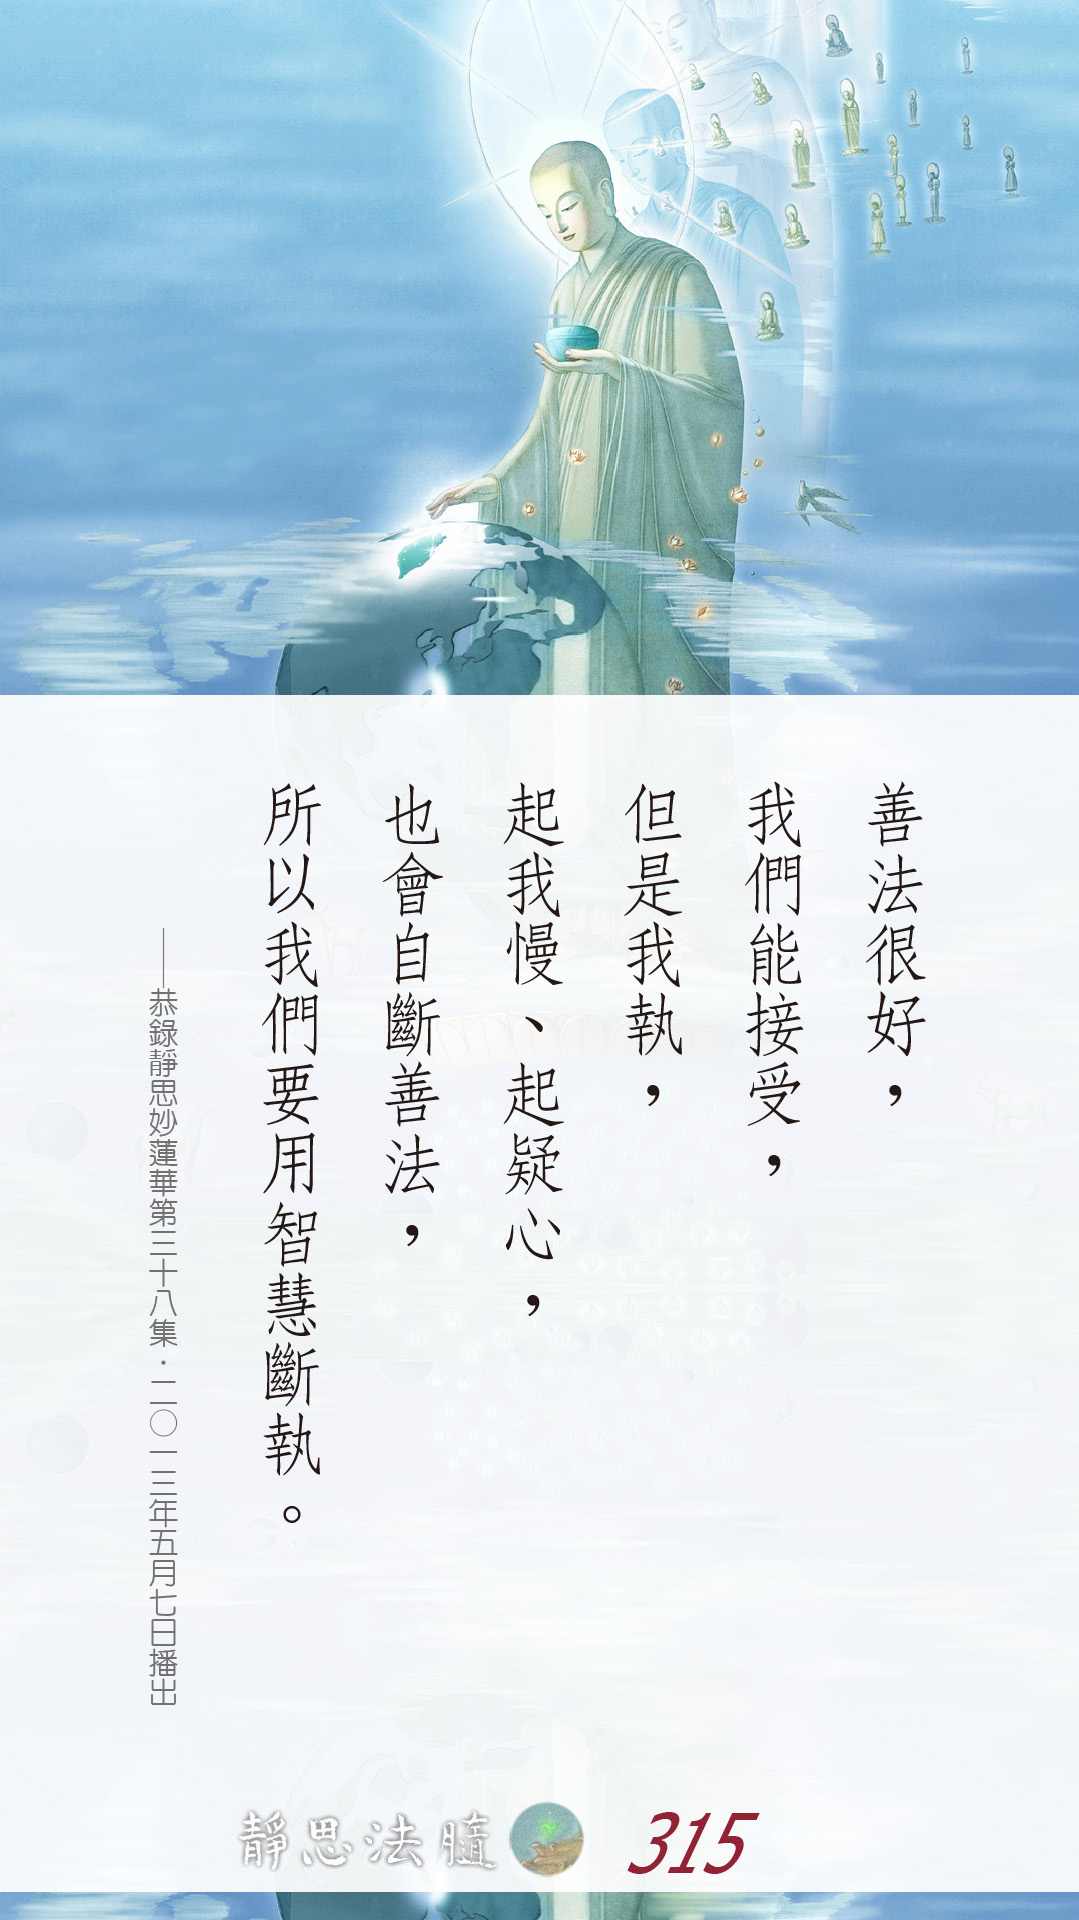 善法很好，
我們能接受，
但是我執，
起我慢、起疑心，
也會自斷善法，
所以我們要用智慧斷執。
——恭錄靜思妙蓮華第三十八集・二〇一三年五月七日播出
靜思法髓
315